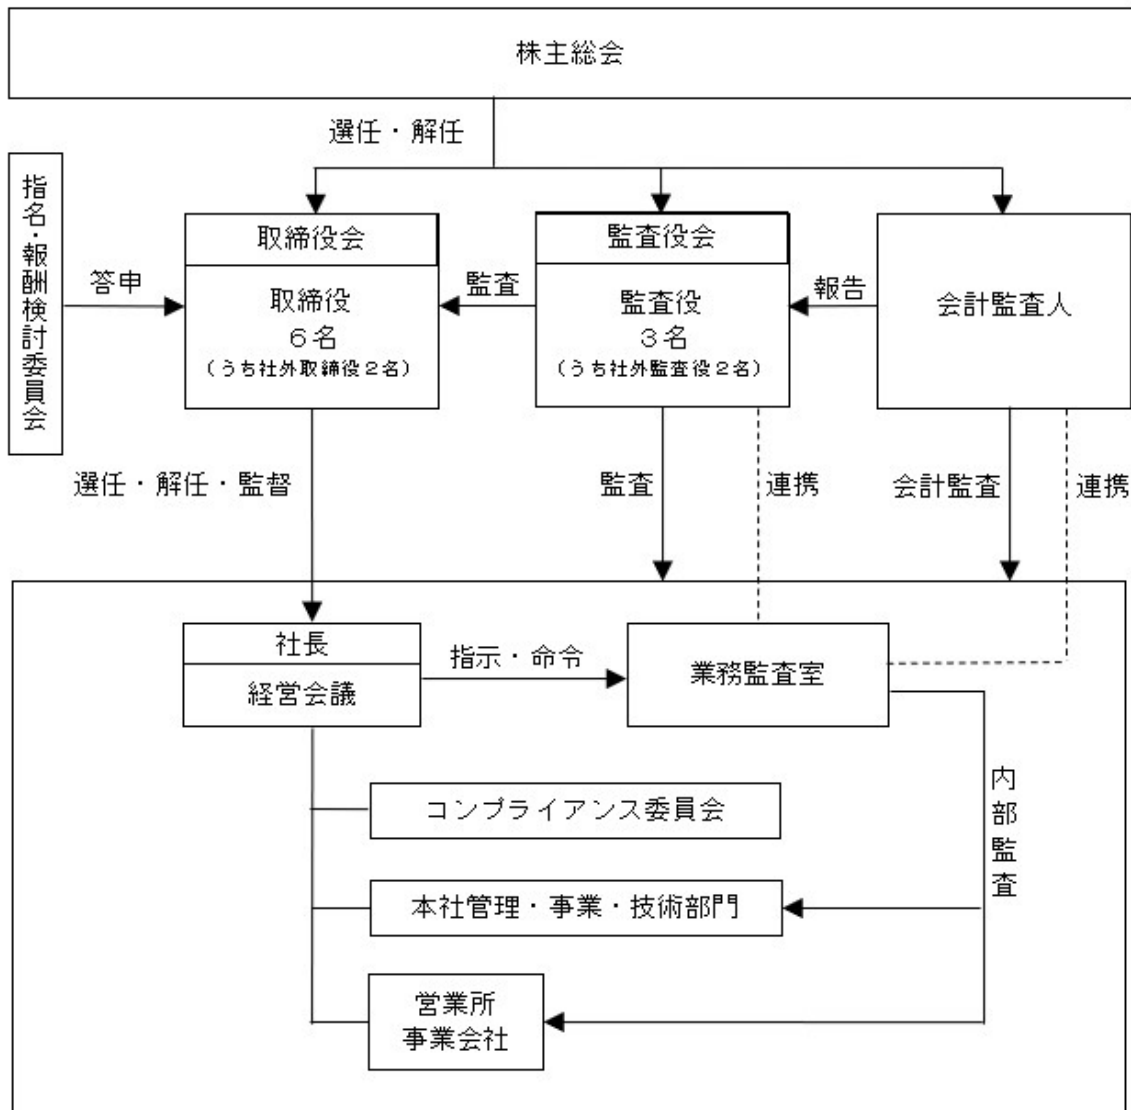 株主総会
選任・解任
指名・報酬検討委員会
答申
取締役会
取締役
６名
（うち社外取締役２名）
監査
監査役会
監査役
３名
（うち社外監査役２名）
報告
会計監査人
選任・解任・監督
監査
連携
会計監査
連携
社長
経営会議
指示・命令
業務監査室
内部監査
コンプライアンス委員会
本社管理・事業・技術部門
営業所
事業会社